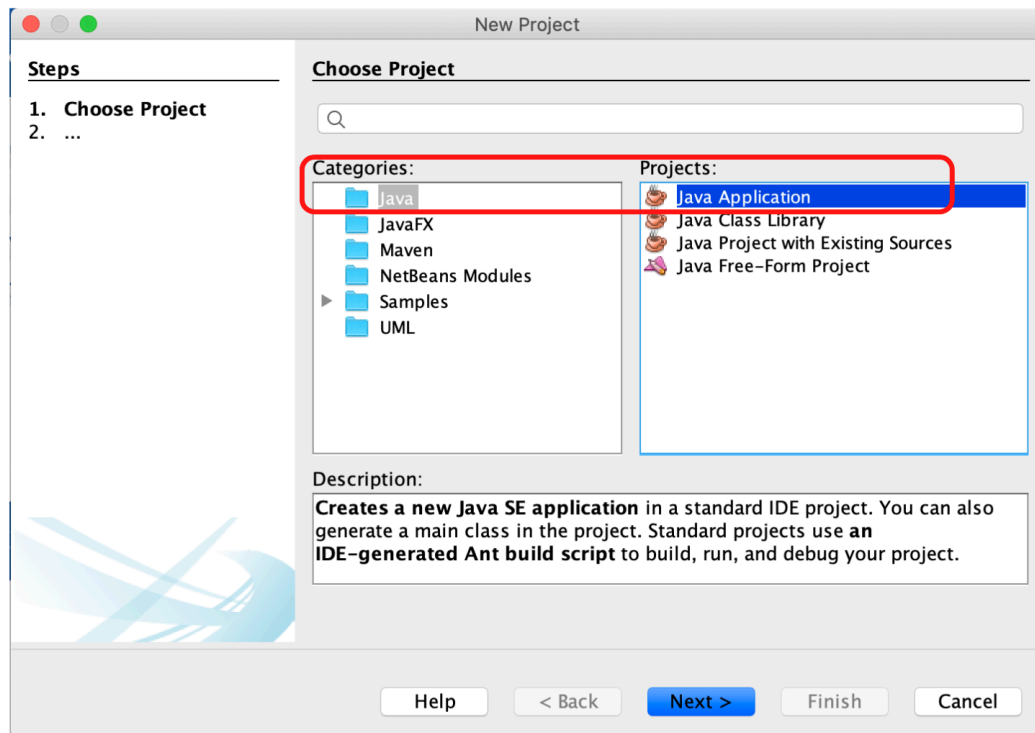 New Project
Steps
1. Choose Project
2. ...
Choose Project
Categories:
Java
JavaFX
Maven
NetBeans Modules
Samples
UML
Projects:
Java Application
Java Class Library
Java Project with Existing Sources
Java Free-Form Project
Description:
Creates a new Java SE application in a standard IDE project. You can also
generate a main class in the project. Standard projects use an
IDE-generated Ant build script to build, run, and debug your project.
Help
< Back
Next >
Finish
Cancel